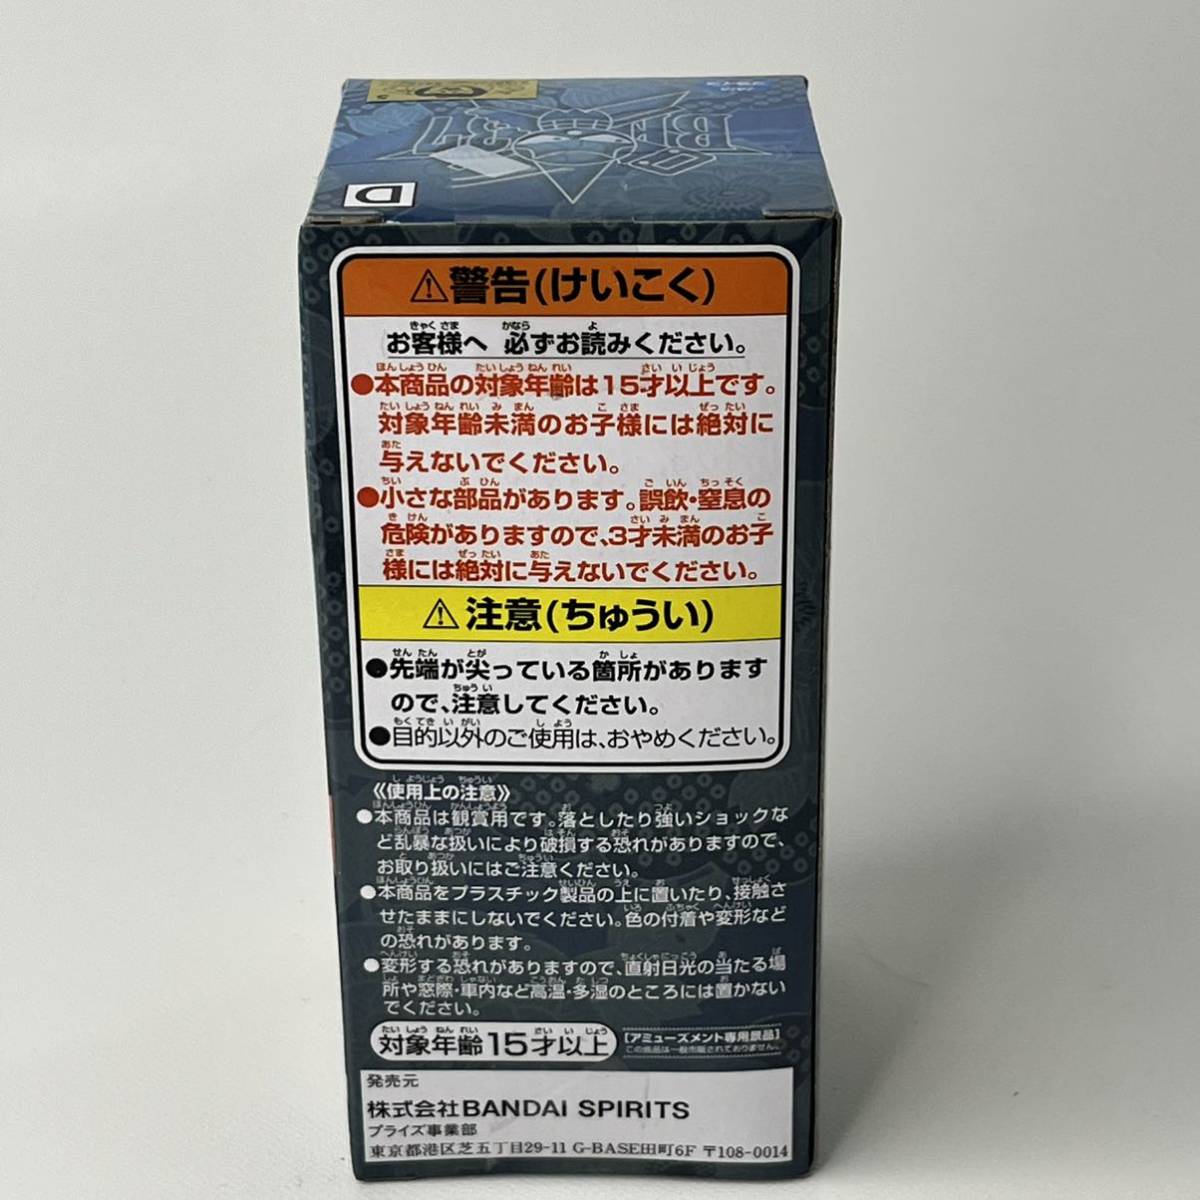 D
⚠警告(けいこく)
お客様へ 必ずお読みください。
●本商品の対象年齢は15才以上です。
対象年齢未満のお子様には絶対に
与えないでください。
●小さな部品があります。誤飲・窒息の
危険がありますので、3才未満のお子
様には絶対に与えないでください。
⚠注意(ちゅうい)
●先端が尖っている箇所があります
ので、注意してください。
●目的以外のご使用は、おやめください。
《使用上の注意》
●本商品は観賞用です。落としたり強いショックな
ど乱暴な扱いにより破損する恐れがありますので、
お取り扱いにはご注意ください。
●本商品をプラスチック製品の上に置いたり、接触さ
せたままにしないでください。色の付着や変形など
の恐れがあります。
●変形する恐れがありますので、直射日光の当たる場
所や窓際・車内など高温・多湿のところには置かない
でください。
対象年齢15才以上
【アミューズメント専用景品】
この商品は一般市販されておりません。
発売元
株式会社BANDAI SPIRITS
プライズ事業部
東京都港区芝五丁目29-11 G-BASE田町6F 〒108-0014